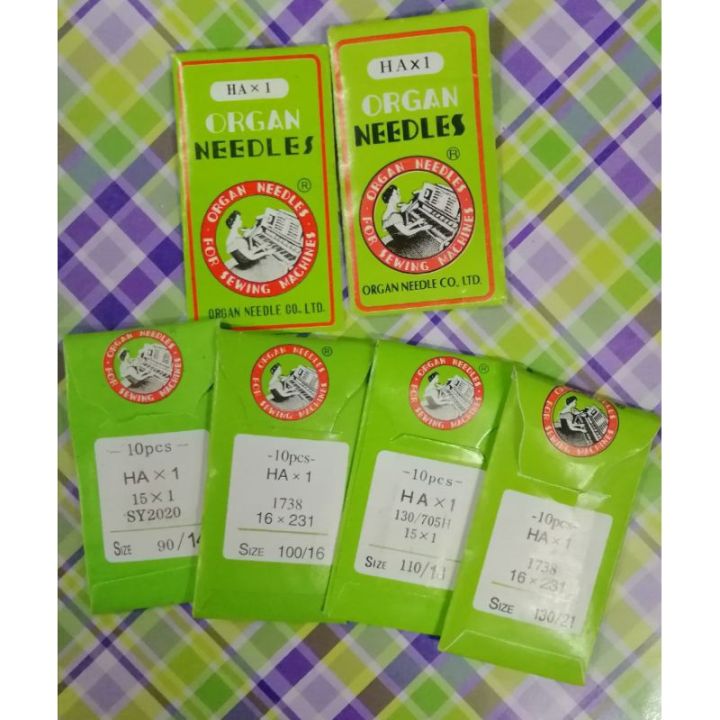 HA × 1
ORGAN
NEEDLES
®
ORGAN NEEDLES
FOR SEWING MACHINES
ORGAN NEEDLE CO., LTD.
HA×1
ORGAN
NEEDLES
®
ORGAN NEEDLES
FOR SEWING MACHINES
ORGAN NEEDLE CO., LTD.
ORGAN NEEDLES
FOR SEWING MACHINES
-10pcs-
HA × 1
15 × 1
SY2020
SIZE 90/14
ORGAN NEEDLES
FOR SEWING MACHINES
®
-10pcs-
HA × 1
1738
16 × 231
SIZE 100/16
ORGAN NEEDLES
FOR SEWING MACHINES
®
-10pcs-
HA × 1
130/705H
15 × 1
SIZE 110/18
ORGAN NEEDLES
FOR SEWING MACHINES
-10pcs-
HA × 1
1738
16 × 231
SIZE 130/21